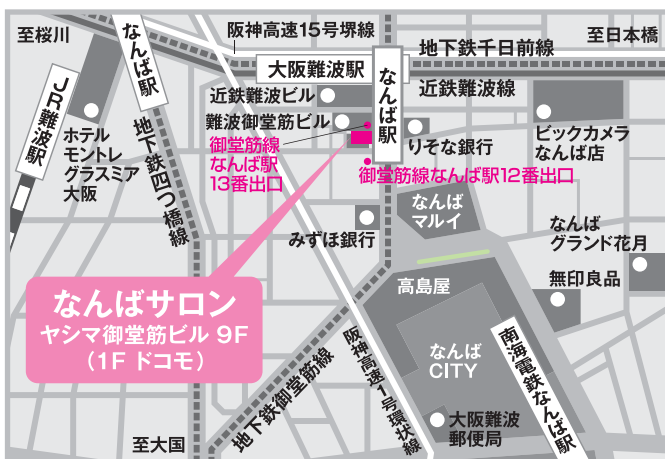 至桜川
なんば駅
阪神高速15号堺線
地下鉄千日前線
至日本橋
大阪難波駅
なんば駅
近鉄難波線
近鉄難波ビル
JR難波駅
難波御堂筋ビル
ホテル
モントレ
グラスミア
大阪
地下鉄四つ橋線
御堂筋線
なんば駅
13番出口
りそな銀行
ビックカメラ
なんば店
御堂筋線なんば駅12番出口
なんば
マルイ
みずほ銀行
なんば
グランド花月
高島屋
無印良品
なんばサロン
ヤシマ御堂筋ビル 9F
(1F ドコモ)
なんば
CITY
南海電鉄なんば駅
阪神高速1号環状線
地下鉄御堂筋線
大阪難波
郵便局
至大国